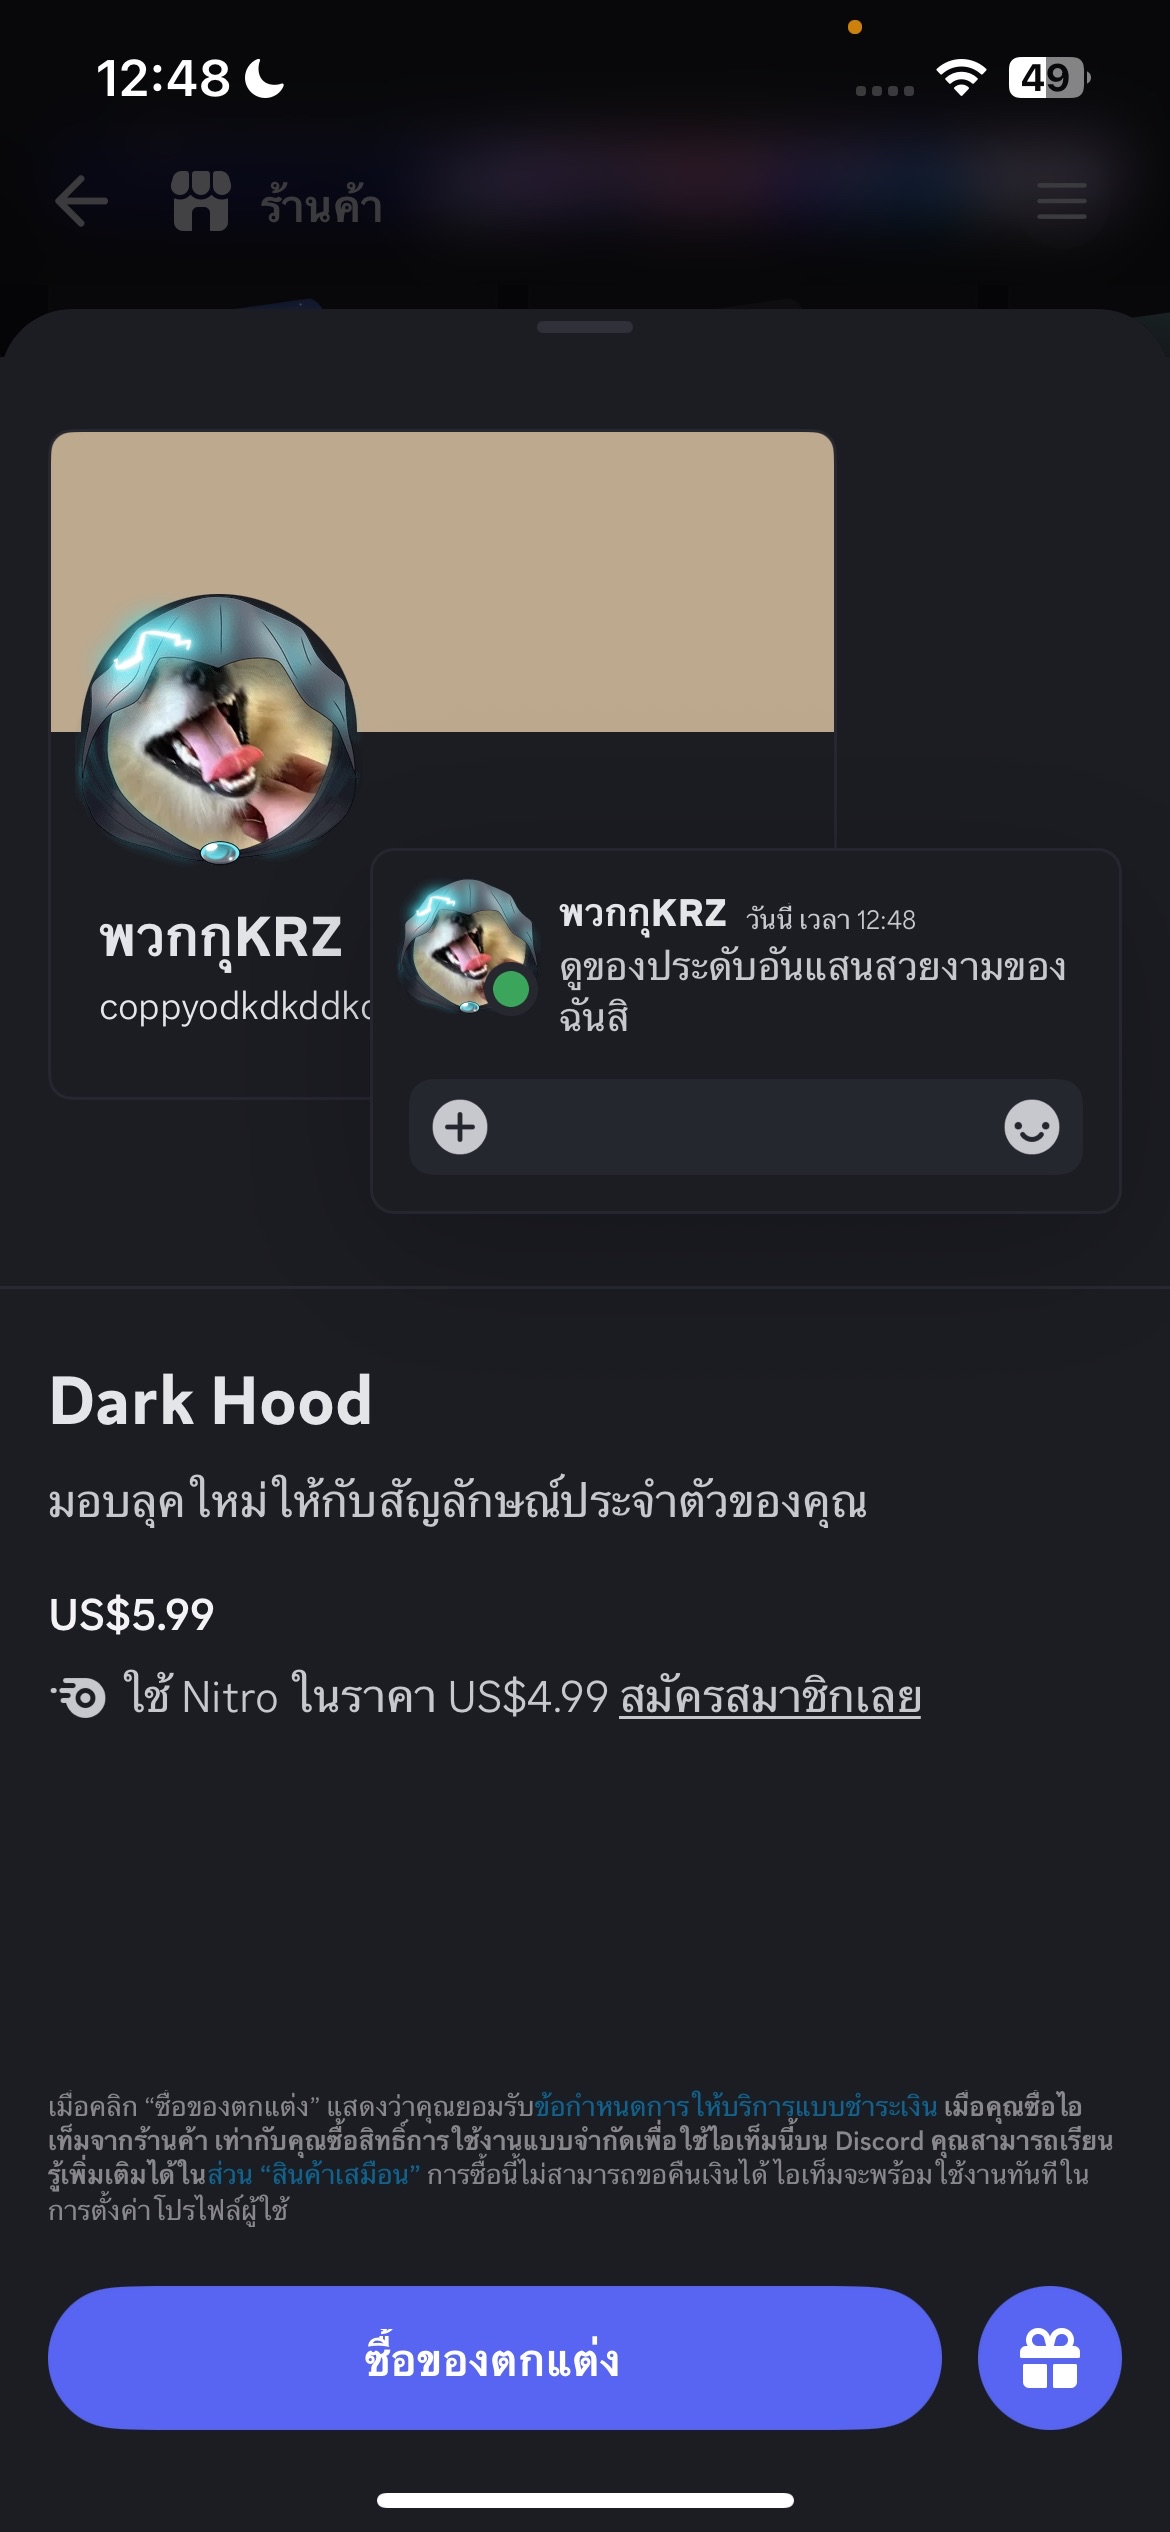 12:48
49
ร้านค้า
พวกกุKRZ
coppyodkdkddkd
พวกกุKRZ วันนี้ เวลา 12:48
ดูของประดับอันแสนสวยงามของ
ฉันสิ
Dark Hood
มอบลุคใหม่ให้กับสัญลักษณ์ประจำตัวของคุณ
US$5.99
ใช้ Nitro ในราคา US$4.99 สมัครสมาชิกเลย
เมื่อคลิก “ซื้อของตกแต่ง” แสดงว่าคุณยอมรับข้อกำหนดการให้บริการแบบชำระเงิน เมื่อคุณซื้อไอ
เท็มจากร้านค้า เท่ากับคุณซื้อสิทธิ์การใช้งานแบบจำกัดเพื่อใช้ไอเท็มนี้บน Discord คุณสามารถเรียน
รู้เพิ่มเติมได้ในส่วน “สินค้าเสมือน” การซื้อนี้ไม่สามารถขอคืนเงินได้ ไอเท็มจะพร้อมใช้งานทันทีใน
การตั้งค่าโปรไฟล์ผู้ใช้
ซื้อของตกแต่ง